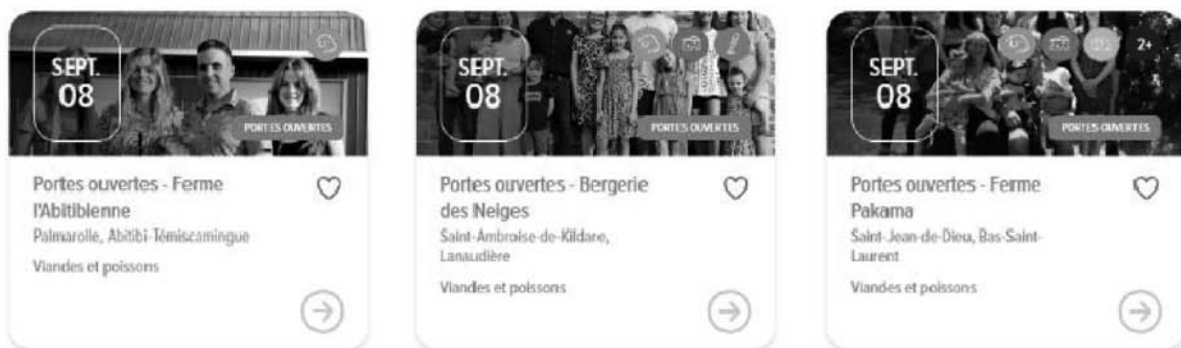 SEPT.
08
PORTES OUVERTES
Portes ouvertes - Ferme
l'Abitibienne
Palmarolle, Abitibi-Témiscamingue
Viandes et poissons
SEPT.
08
PORTES OUVERTES
Portes ouvertes - Bergerie
des Neiges
Saint-Ambroise-de-Kildare,
Lanaudière
Viandes et poissons
2+
SEPT.
08
PORTES OUVERTES
Portes ouvertes - Ferme
Pakama
Saint-Jean-de-Dieu, Bas-Saint-
Laurent
Viandes et poissons